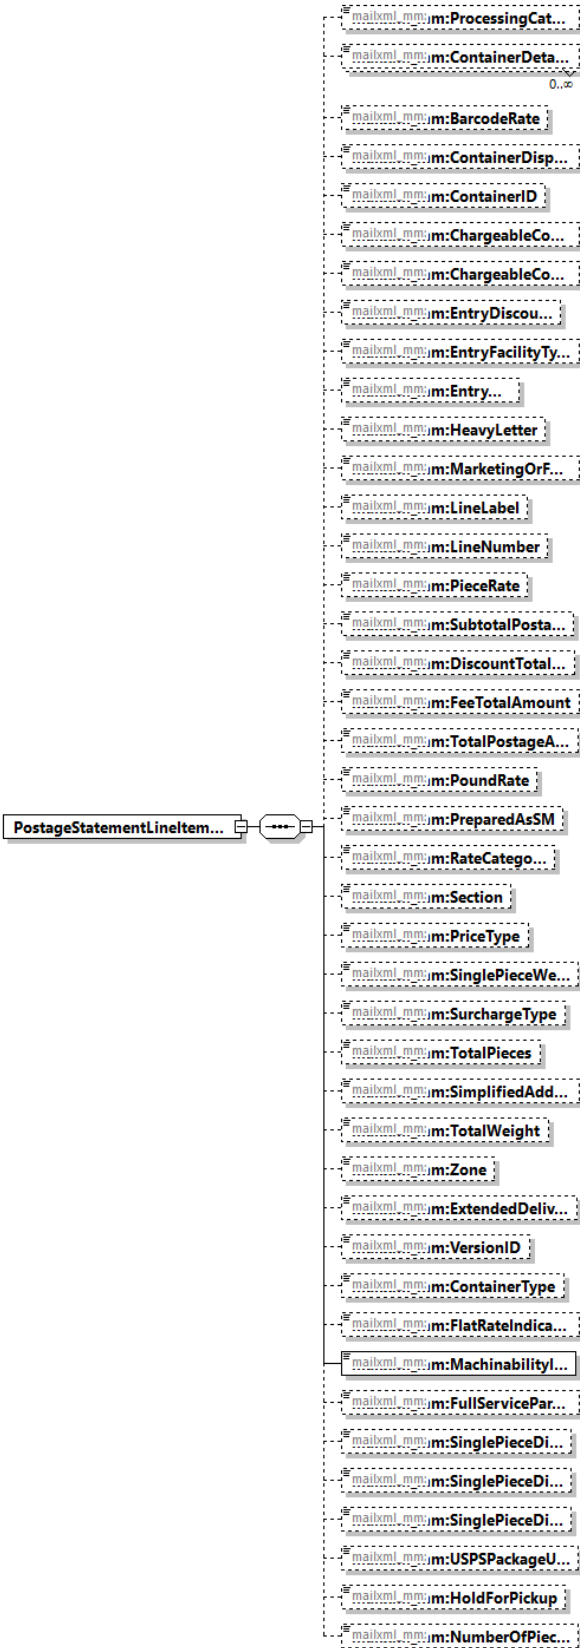 mailxml_mm:m:ProcessingCat...
mailxml_mm:m:ContainerDeta...
0..∞
mailxml_mm:m:BarcodeRate
mailxml_mm:m:ContainerDisp...
mailxml_mm:m:ContainerID
mailxml_mm:m:ChargeableCo...
mailxml_mm:m:ChargeableCo...
mailxml_mm:m:EntryDiscou...
mailxml_mm:m:EntryFacilityTy...
mailxml_mm:m:Entry...
mailxml_mm:m:HeavyLetter
mailxml_mm:m:MarketingOrF...
mailxml_mm:m:LineLabel
mailxml_mm:m:LineNumber
mailxml_mm:m:PieceRate
mailxml_mm:m:SubtotalPosta...
mailxml_mm:m:DiscountTotal...
mailxml_mm:m:FeeTotalAmount
mailxml_mm:m:TotalPostageA...
mailxml_mm:m:PoundRate
mailxml_mm:m:PreparedAsSM
PostageStatementLineItem...
mailxml_mm:m:RateCatego...
mailxml_mm:m:Section
mailxml_mm:m:PriceType
mailxml_mm:m:SinglePieceWe...
mailxml_mm:m:SurchargeType
mailxml_mm:m:TotalPieces
mailxml_mm:m:SimplifiedAdd...
mailxml_mm:m:TotalWeight
mailxml_mm:m:Zone
mailxml_mm:m:ExtendedDeliv...
mailxml_mm:m:VersionID
mailxml_mm:m:ContainerType
mailxml_mm:m:FlatRateIndica...
mailxml_mm:m:MachinabilityI...
mailxml_mm:m:FullServicePar...
mailxml_mm:m:SinglePieceDi...
mailxml_mm:m:SinglePieceDi...
mailxml_mm:m:SinglePieceDi...
mailxml_mm:m:USPSPackageU...
mailxml_mm:m:HoldForPickup
mailxml_mm:m:NumberOfPiec...